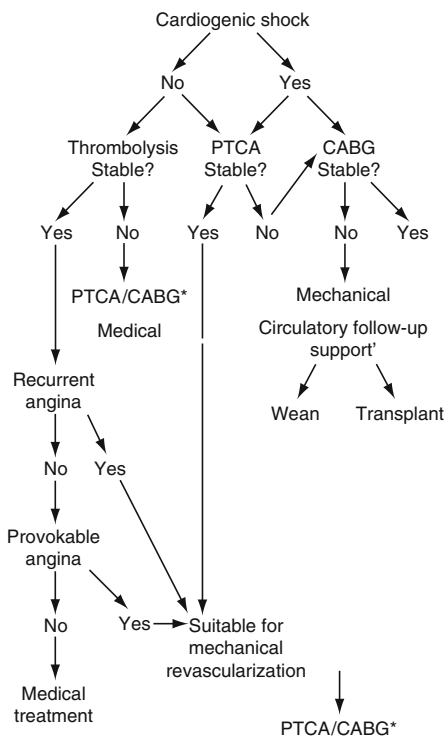 Cardiogenic shock
No Yes
Thrombolysis PTCA CABG
Stable? Stable? Stable?
Yes No Yes No No Yes
PTCA/CABG* Mechanical
Medical Circulatory follow-up
support'
Recurrent
angina
Wean Transplant
No Yes
Provokable
angina
No Yes Suitable for
mechanical
revascularization
Medical
treatment
PTCA/CABG*